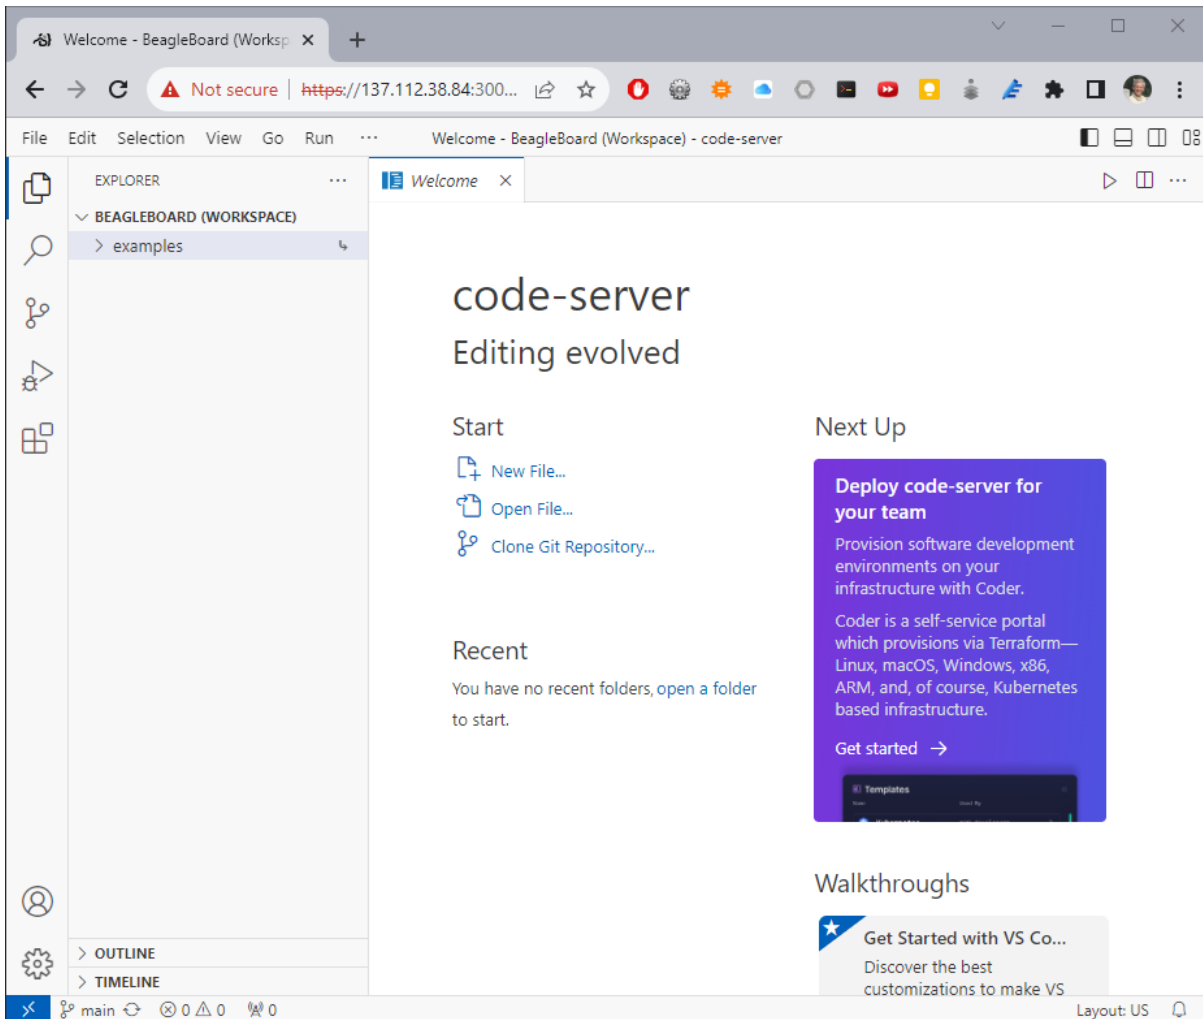 Welcome - BeagleBoard (Worksp
Not secure | https://137.112.38.84:300...
File Edit Selection View Go Run ··· Welcome - BeagleBoard (Workspace) - code-server
EXPLORER ···
Welcome
BEAGLEBOARD (WORKSPACE)
examples
code-server
Editing evolved
Start
New File...
Open File...
Clone Git Repository...
Recent
You have no recent folders, open a folder
to start.
Next Up
Deploy code-server for
your team
Provision software development
environments on your
infrastructure with Coder.
Coder is a self-service portal
which provisions via Terraform—
Linux, macOS, Windows, x86,
ARM, and, of course, Kubernetes
based infrastructure.
Get started →
Templates
Name Used By
Walkthroughs
Get Started with VS Co...
Discover the best
customizations to make VS
OUTLINE
TIMELINE
main 0 0 0 Layout: US